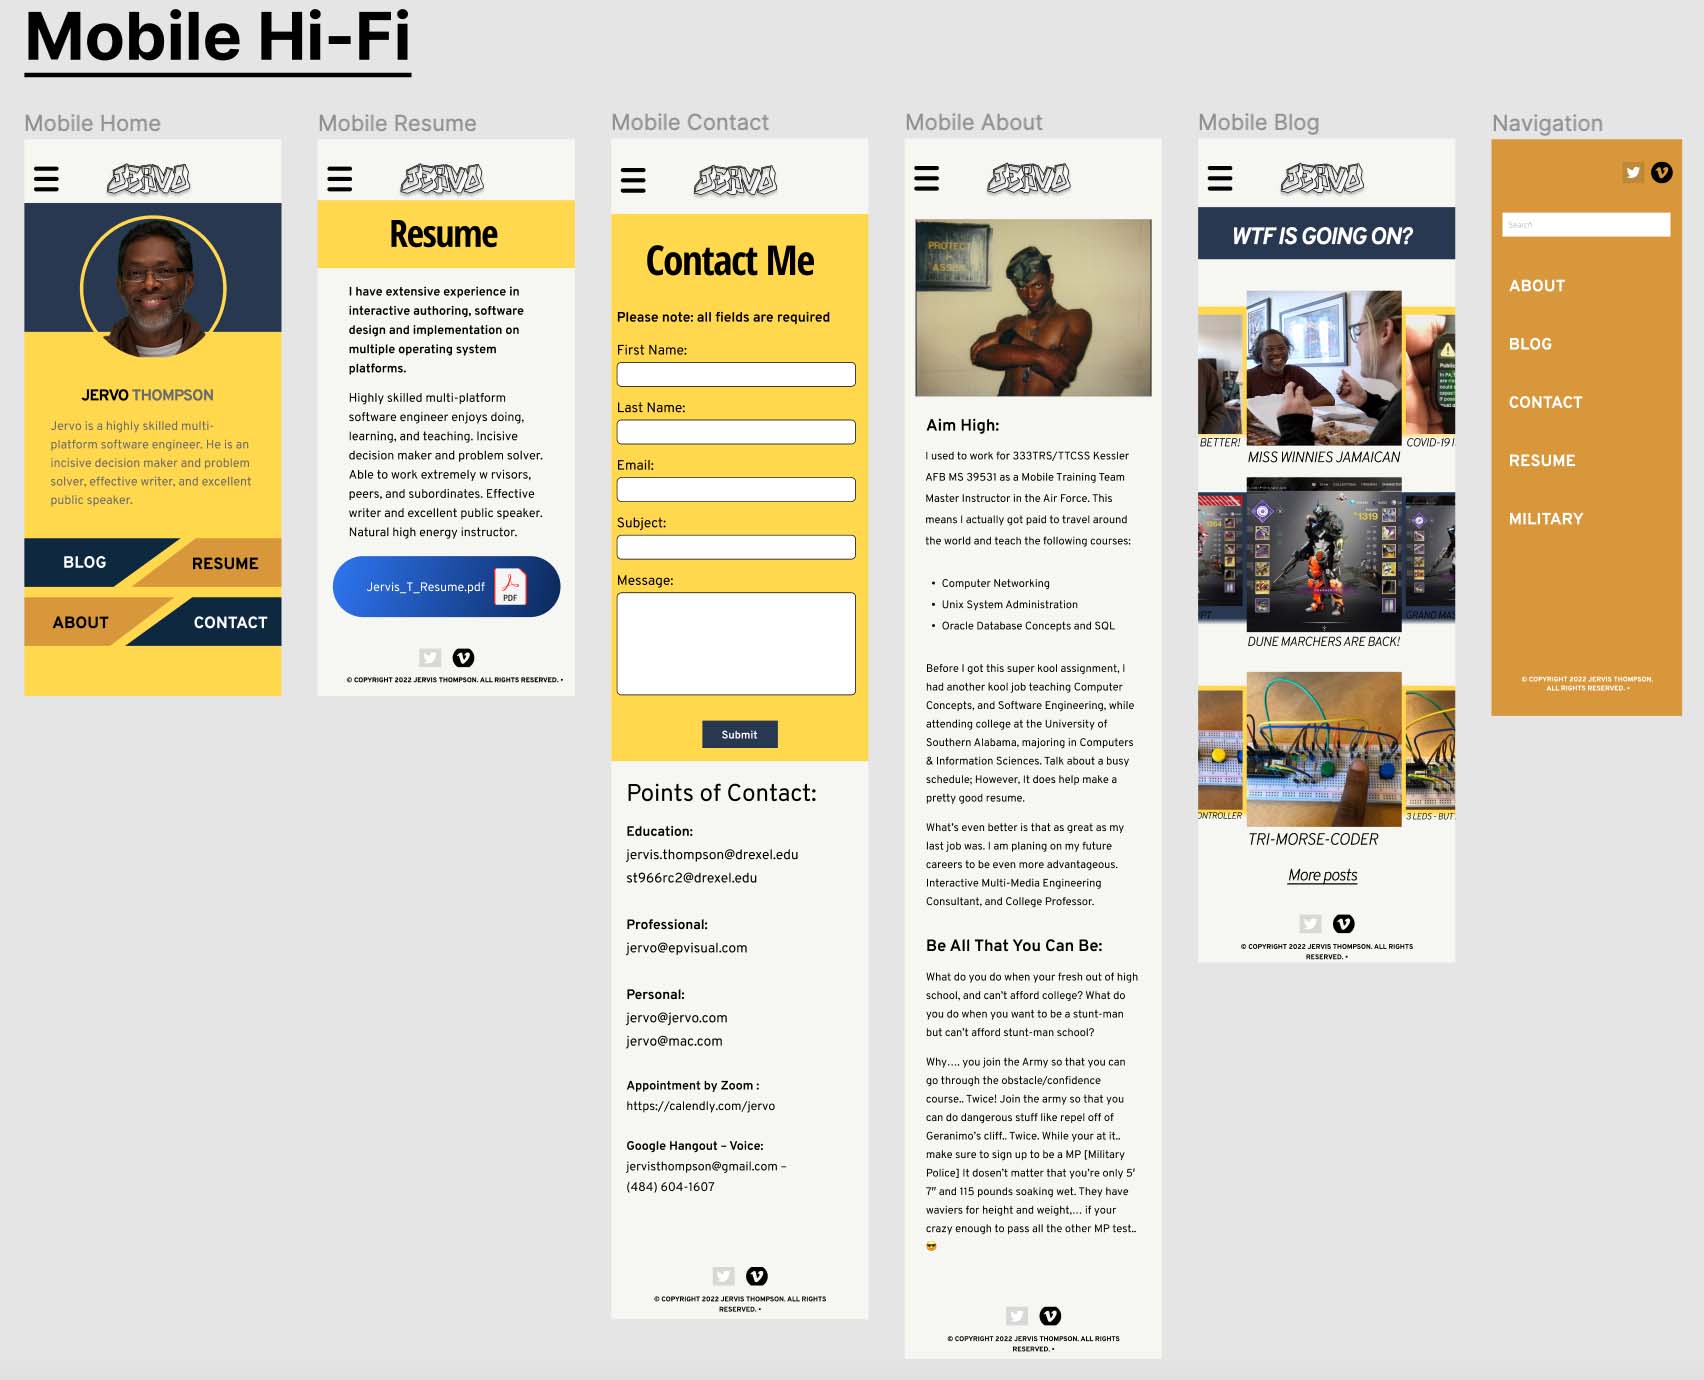 Mobile Hi-Fi
Mobile Home
JERVO
JERVO THOMPSON
Jervo is a highly skilled multi-
platform software engineer. He is an
incisive decision maker and problem
solver, effective writer, and excellent
public speaker.
BLOG
RESUME
ABOUT
CONTACT
Mobile Resume
JERVO
Resume
I have extensive experience in
interactive authoring, software
design and implementation on
multiple operating system
platforms.
Highly skilled multi-platform
software engineer enjoys doing,
learning, and teaching. Incisive
decision maker and problem solver.
Able to work extremely w rvisors,
peers, and subordinates. Effective
writer and excellent public speaker.
Natural high energy instructor.
Jervis_T_Resume.pdf
PDF
© COPYRIGHT 2022 JERVIS THOMPSON. ALL RIGHTS RESERVED. •
Mobile Contact
JERVO
Contact Me
Please note: all fields are required
First Name:
Last Name:
Email:
Subject:
Message:
Submit
Points of Contact:
Education:
jervis.thompson@drexel.edu
st966rc2@drexel.edu
Professional:
jervo@epvisual.com
Personal:
jervo@jervo.com
jervo@mac.com
Appointment by Zoom :
https://calendly.com/jervo
Google Hangout – Voice:
jervisthompson@gmail.com –
(484) 604-1607
© COPYRIGHT 2022 JERVIS THOMPSON. ALL RIGHTS
RESERVED. •
Mobile About
JERVO
PROTECT
ASSIST
Aim High:
I used to work for 333TRS/TTCSS Kessler
AFB MS 39531 as a Mobile Training Team
Master Instructor in the Air Force. This
means I actually got paid to travel around
the world and teach the following courses:
• Computer Networking
• Unix System Administration
• Oracle Database Concepts and SQL
Before I got this super kool assignment, I
had another kool job teaching Computer
Concepts, and Software Engineering, while
attending college at the University of
Southern Alabama, majoring in Computers
& Information Sciences. Talk about a busy
schedule; However, It does help make a
pretty good resume.
What's even better is that as great as my
last job was. I am planing on my future
careers to be even more advantageous.
Interactive Multi-Media Engineering
Consultant, and College Professor.
Be All That You Can Be:
What do you do when your fresh out of high
school, and can't afford college? What do
you do when you want to be a stunt-man
but can't afford stunt-man school?
Why…. you join the Army so that you can
go through the obstacle/confidence
course.. Twice! Join the army so that you
can do dangerous stuff like repel off of
Geranimo's cliff.. Twice. While your at it..
make sure to sign up to be a MP [Military
Police] It dosen't matter that you're only 5'
7" and 115 pounds soaking wet. They have
waviers for height and weight,… if your
crazy enough to pass all the other MP test..
😎
© COPYRIGHT 2022 JERVIS THOMPSON. ALL RIGHTS
RESERVED. •
Mobile Blog
JERVO
WTF IS GOING ON?
BETTER!
MISS WINNIES JAMAICAN
COVID-19
1364
1319
DUNE MARCHERS ARE BACK!
GRAND MAS
ONTROLLER
TRI-MORSE-CODER
3 LEDS - BUT
More posts
© COPYRIGHT 2022 JERVIS THOMPSON. ALL RIGHTS
RESERVED. •
Navigation
Search
ABOUT
BLOG
CONTACT
RESUME
MILITARY
© COPYRIGHT 2022 JERVIS THOMPSON.
ALL RIGHTS RESERVED. •